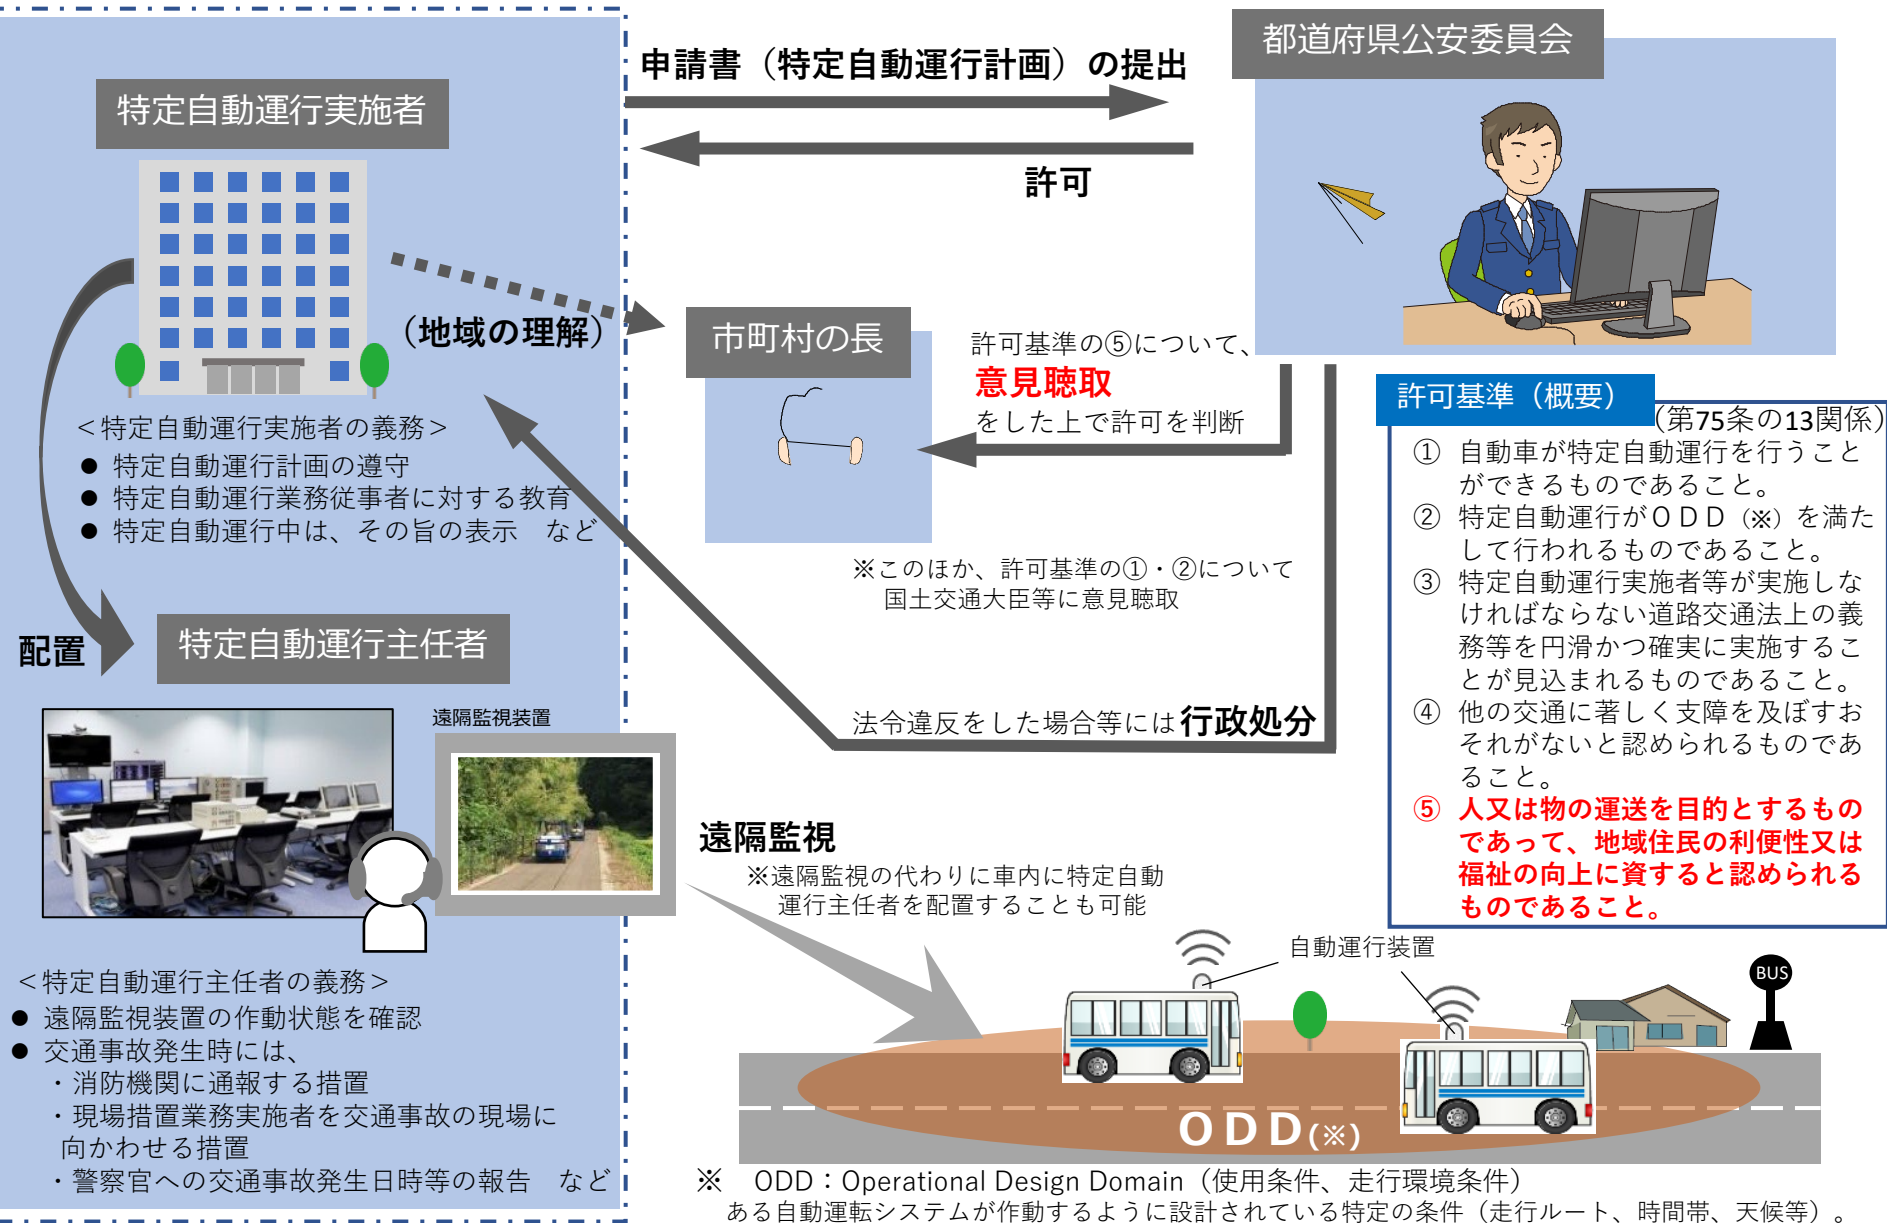 都道府県公安委員会
申請書（特定自動運行計画）の提出
特定自動運行実施者
許可
（地域の理解）
市町村の長
許可基準の⑤について、
意見聴取
をした上で許可を判断
＜特定自動運行実施者の義務＞
● 特定自動運行計画の遵守
● 特定自動運行業務従事者に対する教育
● 特定自動運行中は、その旨の表示　など
※このほか、許可基準の①・②について
国土交通大臣等に意見聴取
許可基準（概要）
（第75条の13関係）
① 自動車が特定自動運行を行うこと
ができるものであること。
② 特定自動運行がＯＤＤ（※）を満た
して行われるものであること。
③ 特定自動運行実施者等が実施しな
ければならない道路交通法上の義
務等を円滑かつ確実に実施するこ
とが見込まれるものであること。
④ 他の交通に著しく支障を及ぼすお
それがないと認められるものであ
ること。
⑤ 人又は物の運送を目的とするもの
であって、地域住民の利便性又は
福祉の向上に資すると認められる
ものであること。
配置
特定自動運行主任者
遠隔監視装置
法令違反をした場合等には行政処分
遠隔監視
※遠隔監視の代わりに車内に特定自動
運行主任者を配置することも可能
＜特定自動運行主任者の義務＞
● 遠隔監視装置の作動状態を確認
● 交通事故発生時には、
・消防機関に通報する措置
・現場措置業務実施者を交通事故の現場に
向かわせる措置
・警察官への交通事故発生日時等の報告　など
自動運行装置
BUS
ＯＤＤ(※)
※　ODD：Operational Design Domain（使用条件、走行環境条件）
ある自動運転システムが作動するように設計されている特定の条件（走行ルート、時間帯、天候等）。